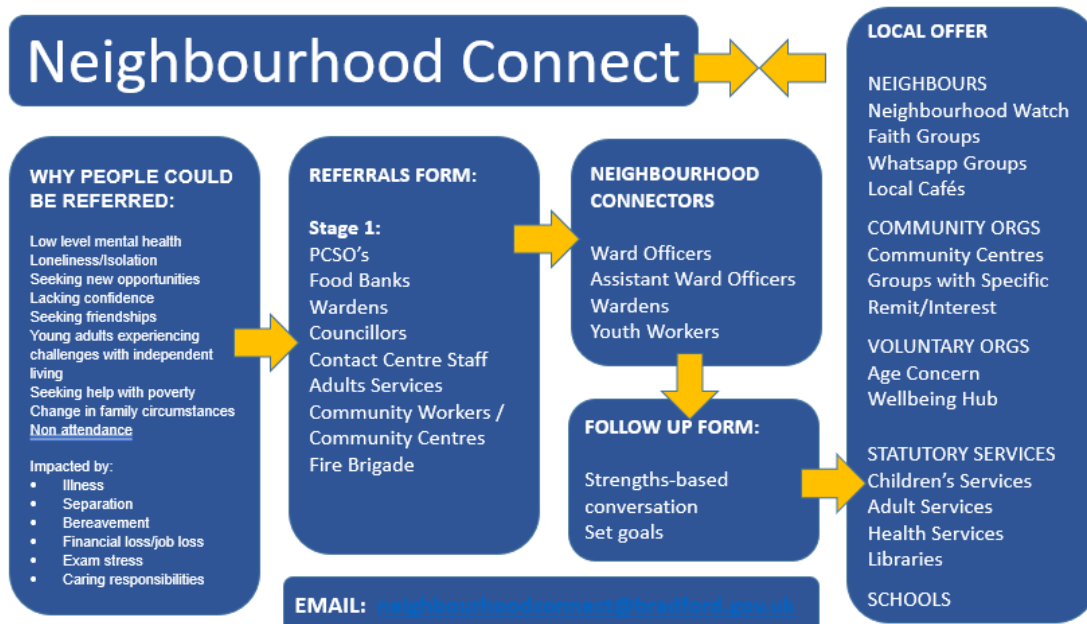 Neighbourhood Connect
WHY PEOPLE COULD
BE REFERRED:
Low level mental health
Loneliness/Isolation
Seeking new opportunities
Lacking confidence
Seeking friendships
Young adults experiencing
challenges with independent
living
Seeking help with poverty
Change in family circumstances
Non attendance
Impacted by:
• Illness
• Separation
• Bereavement
• Financial loss/job loss
• Exam stress
• Caring responsibilities
REFERRALS FORM:
Stage 1:
PCSO's
Food Banks
Wardens
Councillors
Contact Centre Staff
Adults Services
Community Workers /
Community Centres
Fire Brigade
NEIGHBOURHOOD
CONNECTORS
Ward Officers
Assistant Ward Officers
Wardens
Youth Workers
FOLLOW UP FORM:
Strengths-based
conversation
Set goals
EMAIL: neighbourhoodconnect@bradford.gov.uk
LOCAL OFFER
NEIGHBOURS
Neighbourhood Watch
Faith Groups
Whatsapp Groups
Local Cafés
COMMUNITY ORGS
Community Centres
Groups with Specific
Remit/Interest
VOLUNTARY ORGS
Age Concern
Wellbeing Hub
STATUTORY SERVICES
Children's Services
Adult Services
Health Services
Libraries
SCHOOLS